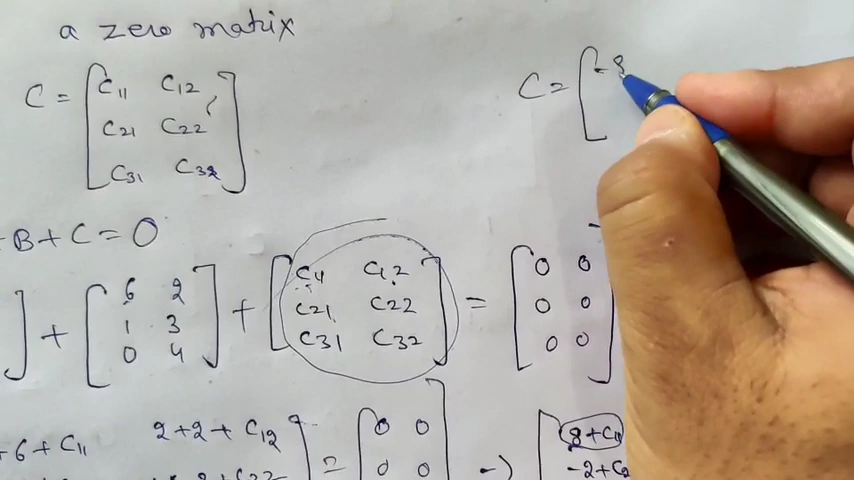 a zero matrix
C = [ C11 C12
C21 C22
C31 C32 ]
C = [ -8
+B+C=0
] + [ 6 2
1 3
0 4 ] + [ C11 C12
C21 C22
C31 C32 ] = [ 0 0
0 0
0 0 ]
+6+C11 2+2+C12 ] = [ 0 0
0 0
→ [ 8+C11
-2+C2